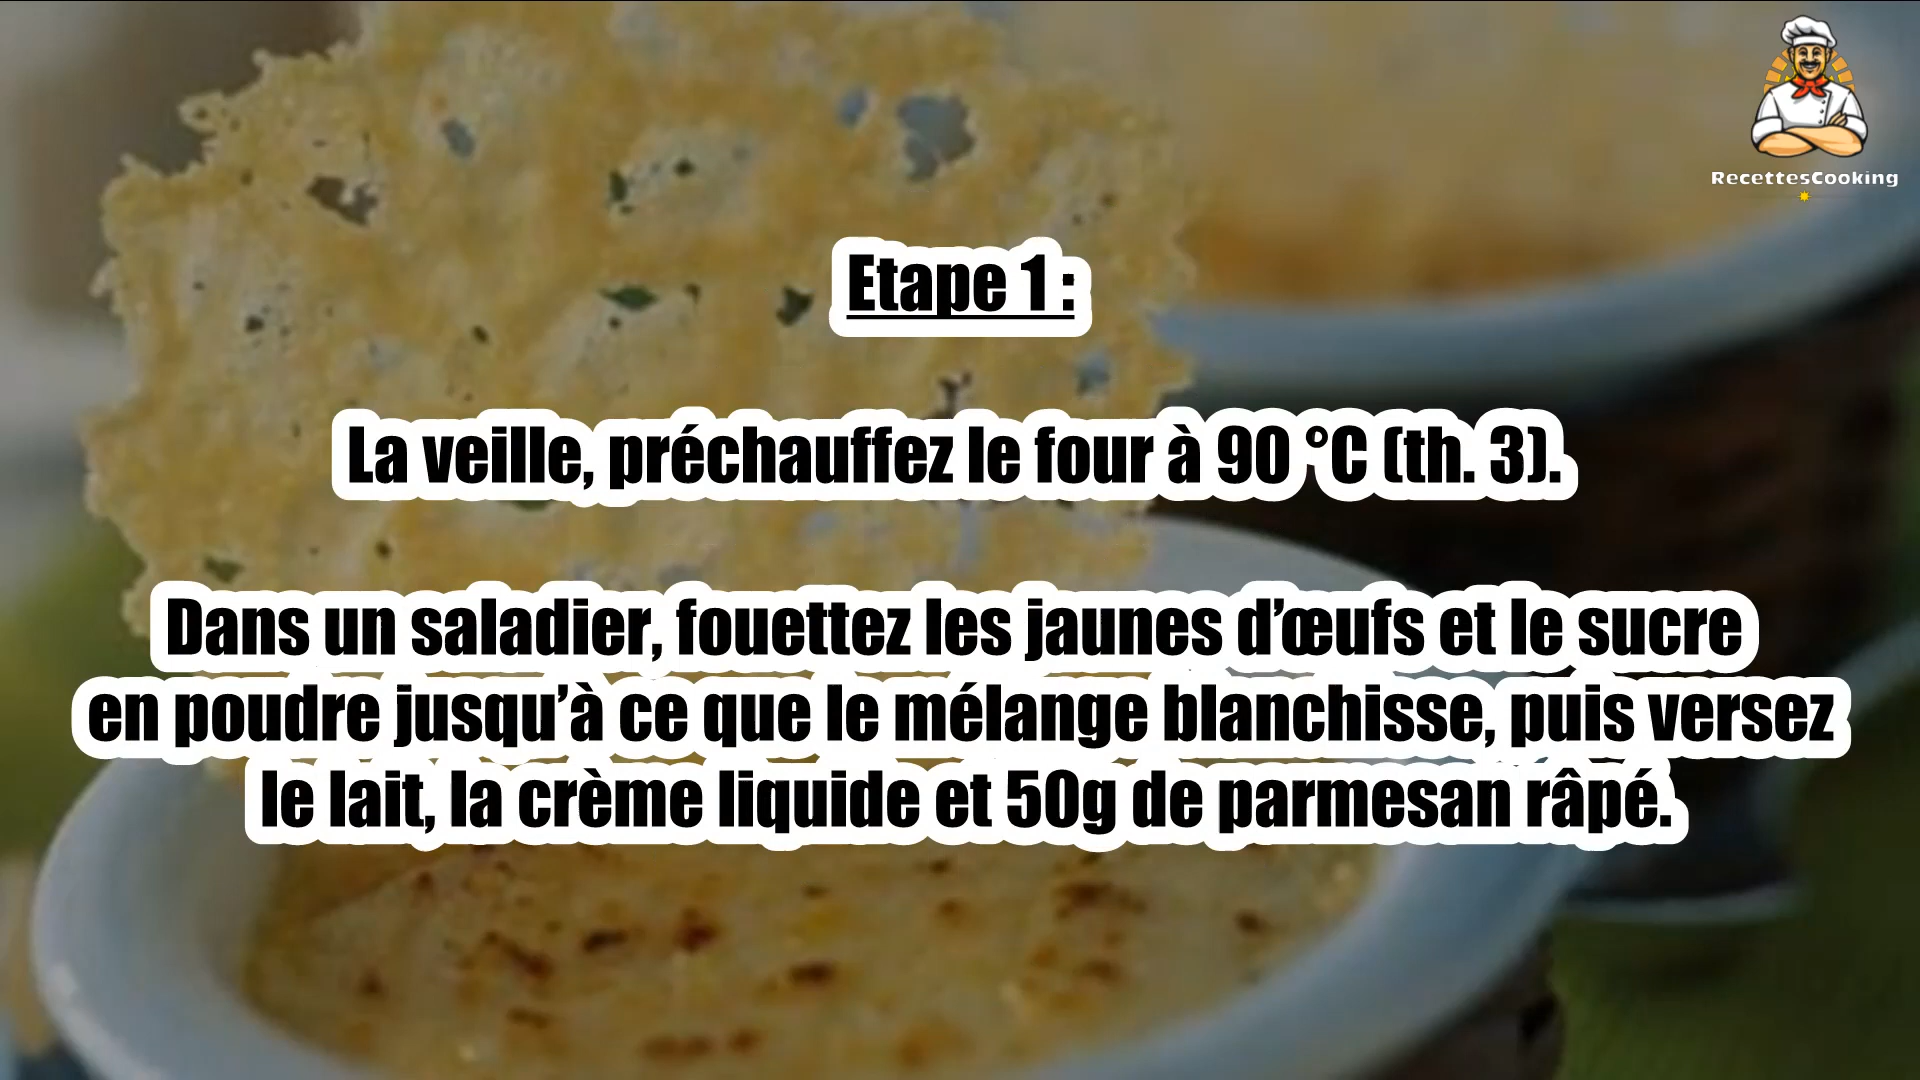 RecettesCooking
Etape 1 :
La veille, préchauffez le four à 90 °C (th. 3).
Dans un saladier, fouettez les jaunes d’œufs et le sucre
en poudre jusqu’à ce que le mélange blanchisse, puis versez
le lait, la crème liquide et 50g de parmesan râpé.